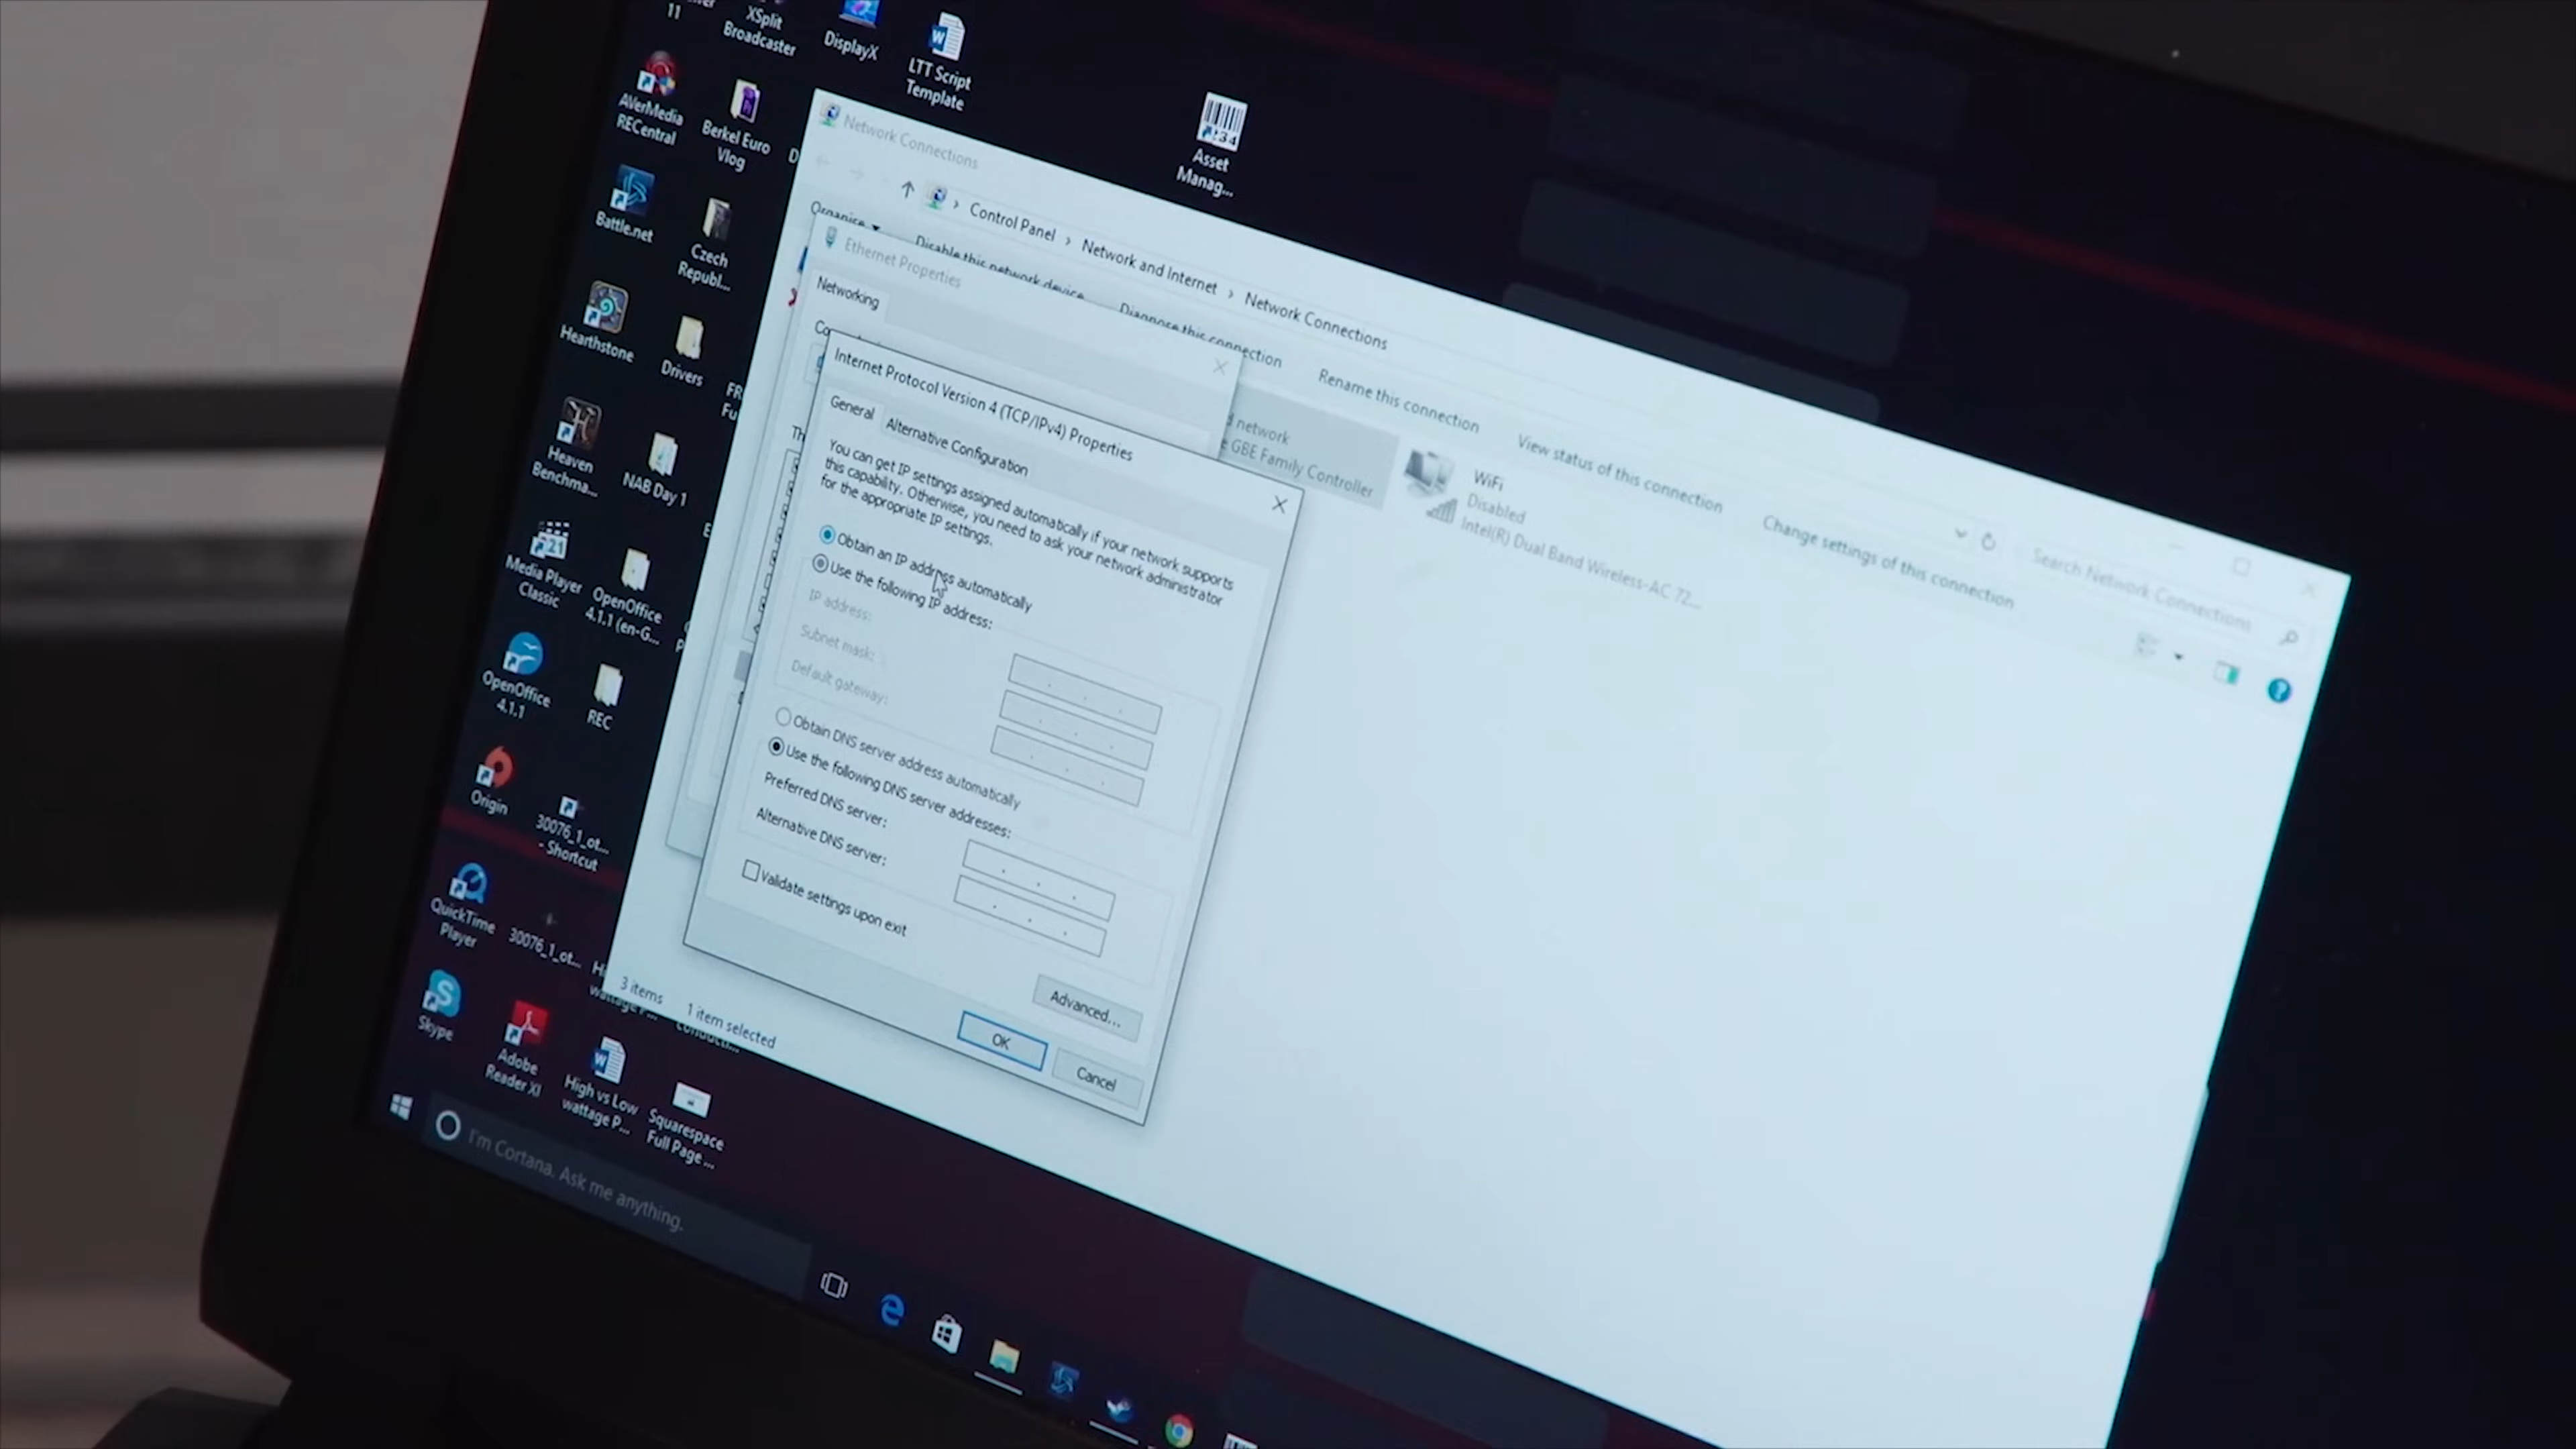 11
XSplit
Broadcaster
DisplayX
LTT Script
Template
AVerMedia
RECentral
Berkel Euro
Vlog
Asset
Manag...
Battle.net
Czech
Republ...
Hearthstone
Drivers
Heaven
Benchma...
NAB Day 1
Media Player
Classic
OpenOffice
4.1.1 (en-G...
OpenOffice
4.1.1
REC
Origin
30076_1_ot...
- Shortcut
QuickTime
Player
30076_1_ot...
Skype
Adobe
Reader XI
High vs Low
wattage P...
Squarespace
Full Page ...
Network Connections
Control Panel › Network and Internet › Network Connections
Search Network Connections
Organise
Disable this network device
Diagnose this connection
Rename this connection
View status of this connection
Change settings of this connection
network
GBE Family Controller
WiFi
Disabled
Intel(R) Dual Band Wireless-AC 72...
Ethernet Properties
Networking
Internet Protocol Version 4 (TCP/IPv4) Properties
General
Alternative Configuration
You can get IP settings assigned automatically if your network supports
this capability. Otherwise, you need to ask your network administrator
for the appropriate IP settings.
Obtain an IP address automatically
Use the following IP address:
IP address:
Subnet mask:
Default gateway:
Obtain DNS server address automatically
Use the following DNS server addresses:
Preferred DNS server:
Alternative DNS server:
Validate settings upon exit
Advanced...
OK
Cancel
3 items
1 item selected
I'm Cortana. Ask me anything.